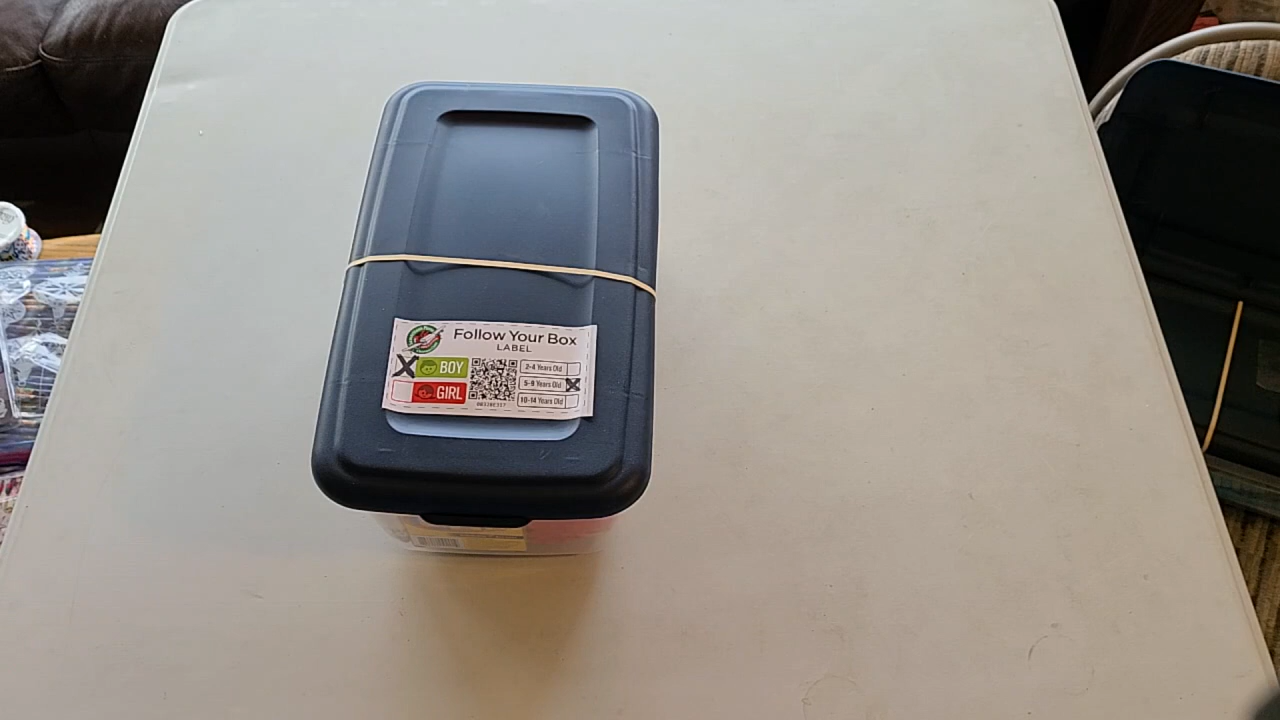 Follow Your Box
LABEL
BOY
GIRL
2-4 Years Old
5-9 Years Old
10-14 Years Old